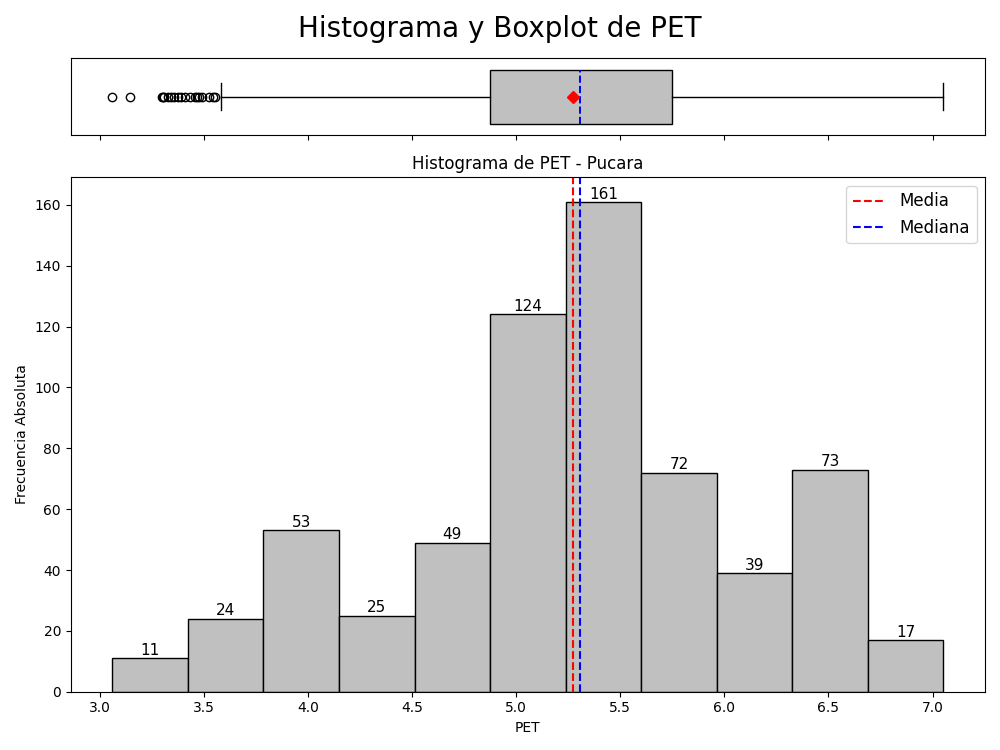 Histograma y Boxplot de PET
Histograma de PET - Pucara
Media
Mediana
Frecuencia Absoluta
160
140
120
100
80
60
40
20
0
11
24
53
25
49
124
161
72
39
73
17
3.0 3.5 4.0 4.5 5.0 5.5 6.0 6.5 7.0
PET